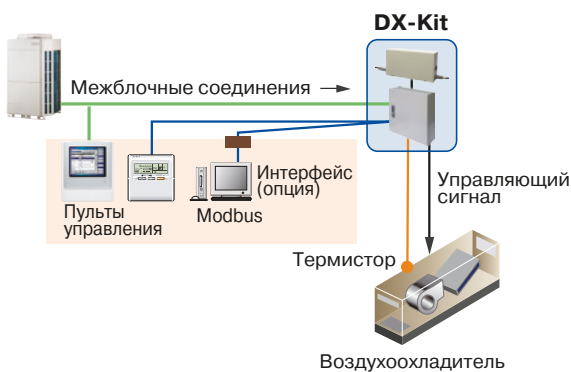 DX-Kit
Межблочные соединения
Пульты
управления
Интерфейс
(опция)
Modbus
Управляющий
сигнал
Термистор
Воздухоохладитель